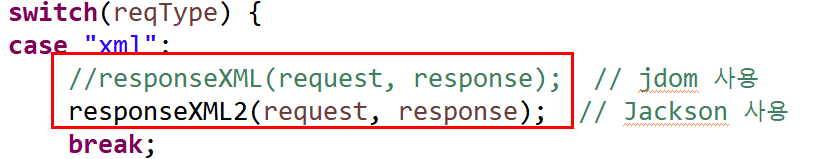 switch(reqType) {
case "xml":
//responseXML(request, response); // jdom 사용
responseXML2(request, response); // Jackson 사용
break;